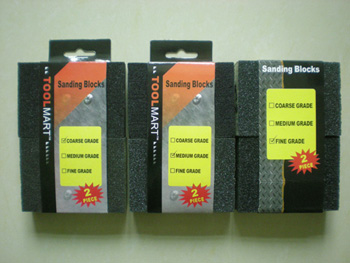 TOOLMART
Sanding Blocks
☑ COARSE GRADE
☐ MEDIUM GRADE
☐ FINE GRADE
2
PIECE
TOOLMART
Sanding Blocks
☐ COARSE GRADE
☑ MEDIUM GRADE
☐ FINE GRADE
2
PIECE
Sanding Blocks
☐ COARSE GRADE
☐ MEDIUM GRADE
☑ FINE GRADE
2
PIECE